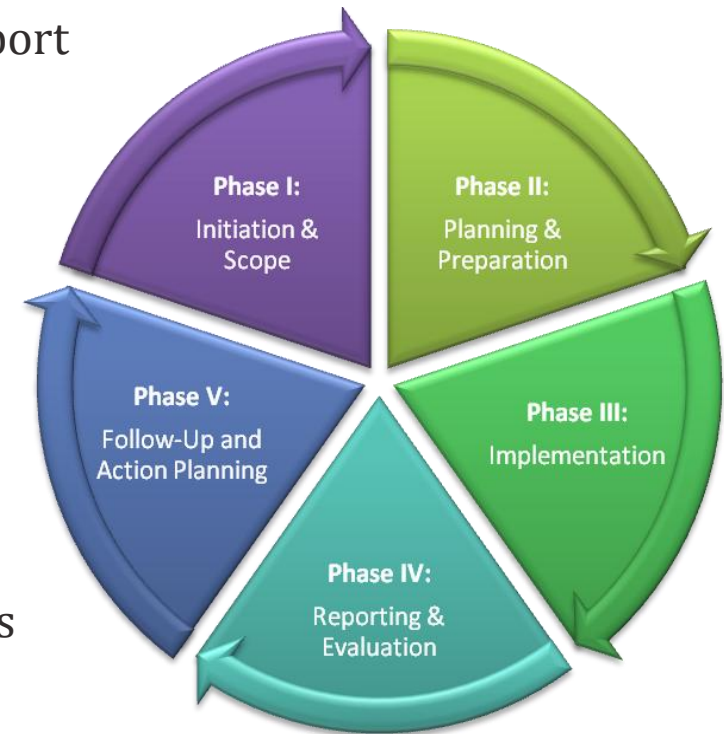 port
Phase I:
Initiation &
Scope
Phase II:
Planning &
Preparation
Phase III:
Implementation
Phase IV:
Reporting &
Evaluation
Phase V:
Follow-Up and
Action Planning
s